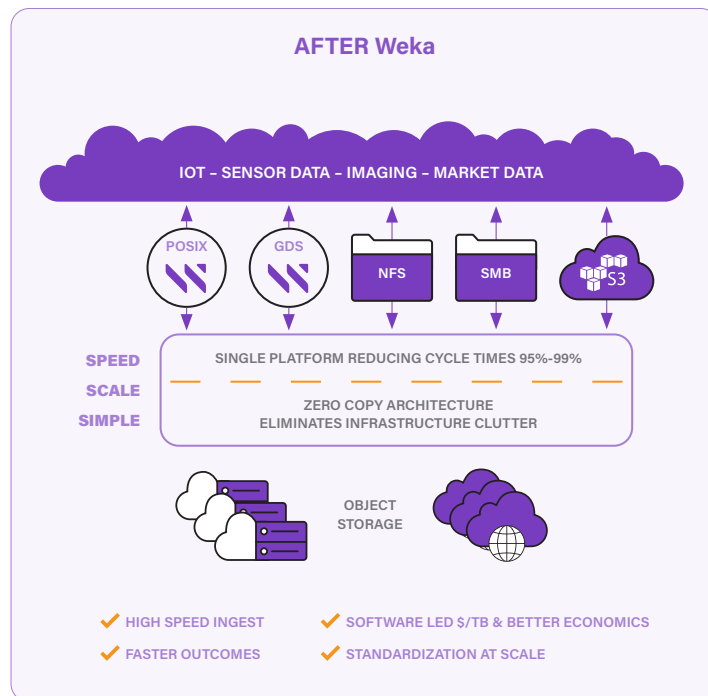 AFTER Weka
IOT – SENSOR DATA – IMAGING – MARKET DATA
POSIX
GDS
NFS
SMB
S3
SPEED
SCALE
SIMPLE
SINGLE PLATFORM REDUCING CYCLE TIMES 95%-99%
ZERO COPY ARCHITECTURE
ELIMINATES INFRASTRUCTURE CLUTTER
OBJECT
STORAGE
HIGH SPEED INGEST
SOFTWARE LED $/TB & BETTER ECONOMICS
FASTER OUTCOMES
STANDARDIZATION AT SCALE